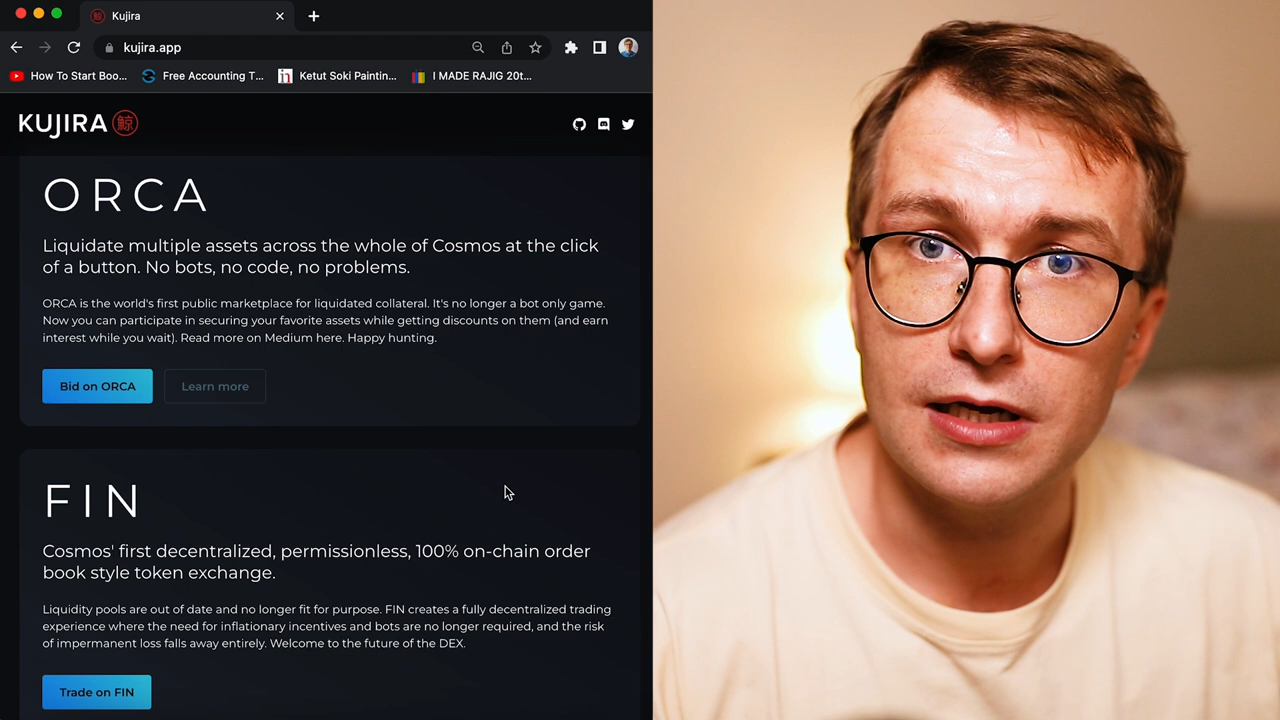 Kujira
kujira.app
How To Start Boo...
Free Accounting T...
Ketut Soki Paintin...
I MADE RAJIG 20t...
KUJIRA 鯨
ORCA
Liquidate multiple assets across the whole of Cosmos at the click
of a button. No bots, no code, no problems.
ORCA is the world's first public marketplace for liquidated collateral. It's no longer a bot only game.
Now you can participate in securing your favorite assets while getting discounts on them (and earn
interest while you wait). Read more on Medium here. Happy hunting.
Bid on ORCA
Learn more
FIN
Cosmos' first decentralized, permissionless, 100% on-chain order
book style token exchange.
Liquidity pools are out of date and no longer fit for purpose. FIN creates a fully decentralized trading
experience where the need for inflationary incentives and bots are no longer required, and the risk
of impermanent loss falls away entirely. Welcome to the future of the DEX.
Trade on FIN